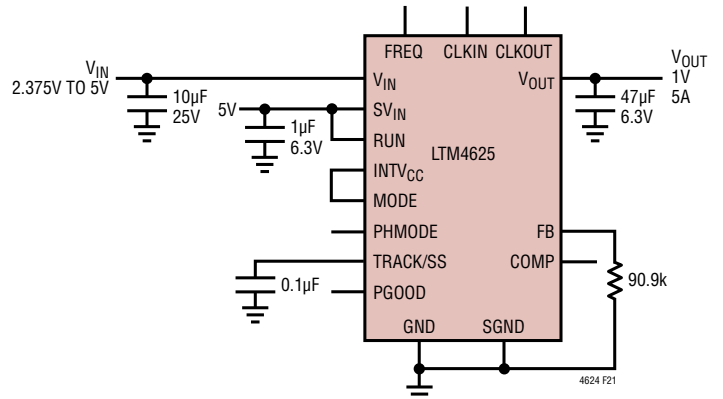 FREQ CLKIN CLKOUT
VIN
2.375V TO 5V
VIN
VOUT
VOUT
1V
5A
10µF
25V
47µF
6.3V
5V
SVIN
1µF
6.3V
RUN
LTM4625
INTVCC
MODE
PHMODE
FB
TRACK/SS
COMP
0.1µF
90.9k
PGOOD
GND
SGND
4624 F21